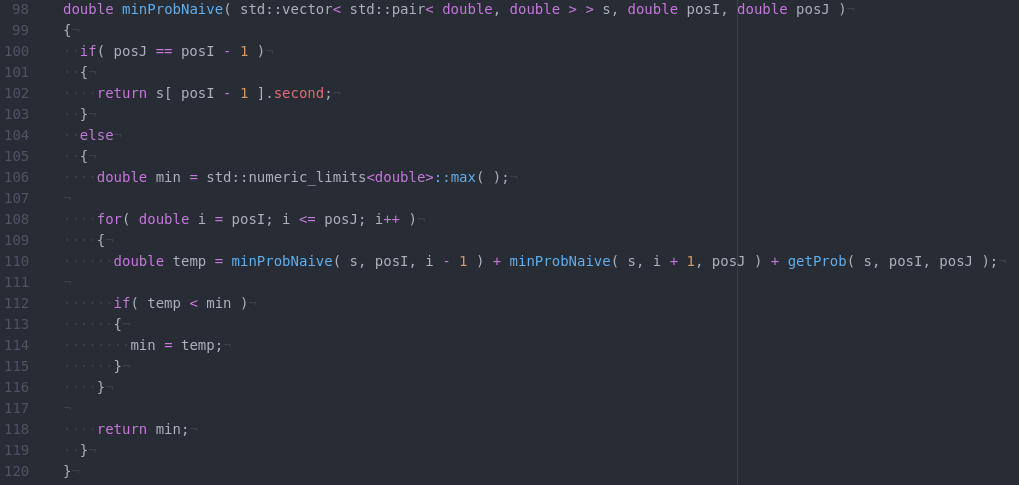 98 double minProbNaive( std::vector< std::pair< double, double > > s, double posI, double posJ )¬
99 {¬
100 ··if( posJ == posI - 1 )¬
101 ··{¬
102 ····return s[ posI - 1 ].second;¬
103 ··}¬
104 ··else¬
105 ··{¬
106 ····double min = std::numeric_limits<double>::max( );¬
107 ¬
108 ····for( double i = posI; i <= posJ; i++ )¬
109 ····{¬
110 ······double temp = minProbNaive( s, posI, i - 1 ) + minProbNaive( s, i + 1, posJ ) + getProb( s, posI, posJ );¬
111 ¬
112 ······if( temp < min )¬
113 ······{¬
114 ········min = temp;¬
115 ······}¬
116 ····}¬
117 ¬
118 ····return min;¬
119 ··}¬
120 }¬